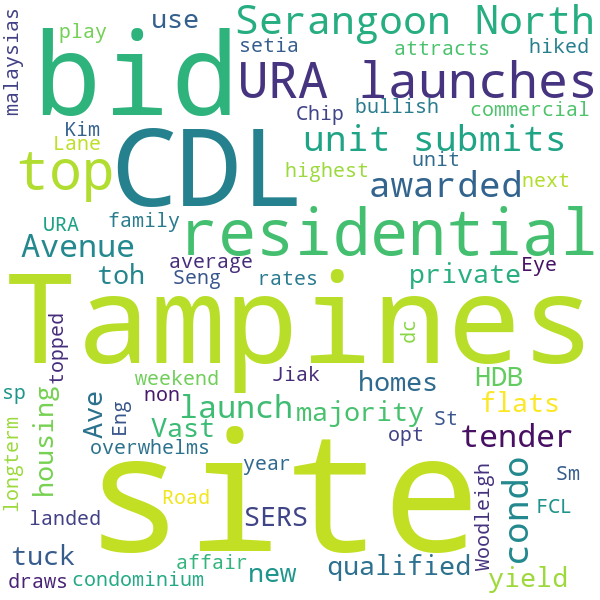 malaysias
play
use
Serangoon North
bid
setia
attracts
hiked
URA launches
Chip
bullish
commercial
Kim
Lane
unit submits
CDL
top
highest
unit
awarded
next
URA
family
residential
Avenue
toh
average
Seng
rates
private
Eye
Tampines
topped
dc
weekend
Jiak
homes
HDB
sp
housing
Ave
Eng
non
launch
majority
flats
longterm
Vast
opt
St
tender
overwhelms
year
site
Woodleigh
condo
Sm
Road
landed
SERS
FCL
tuck
affair
new
qualified
draws
condominium
yield